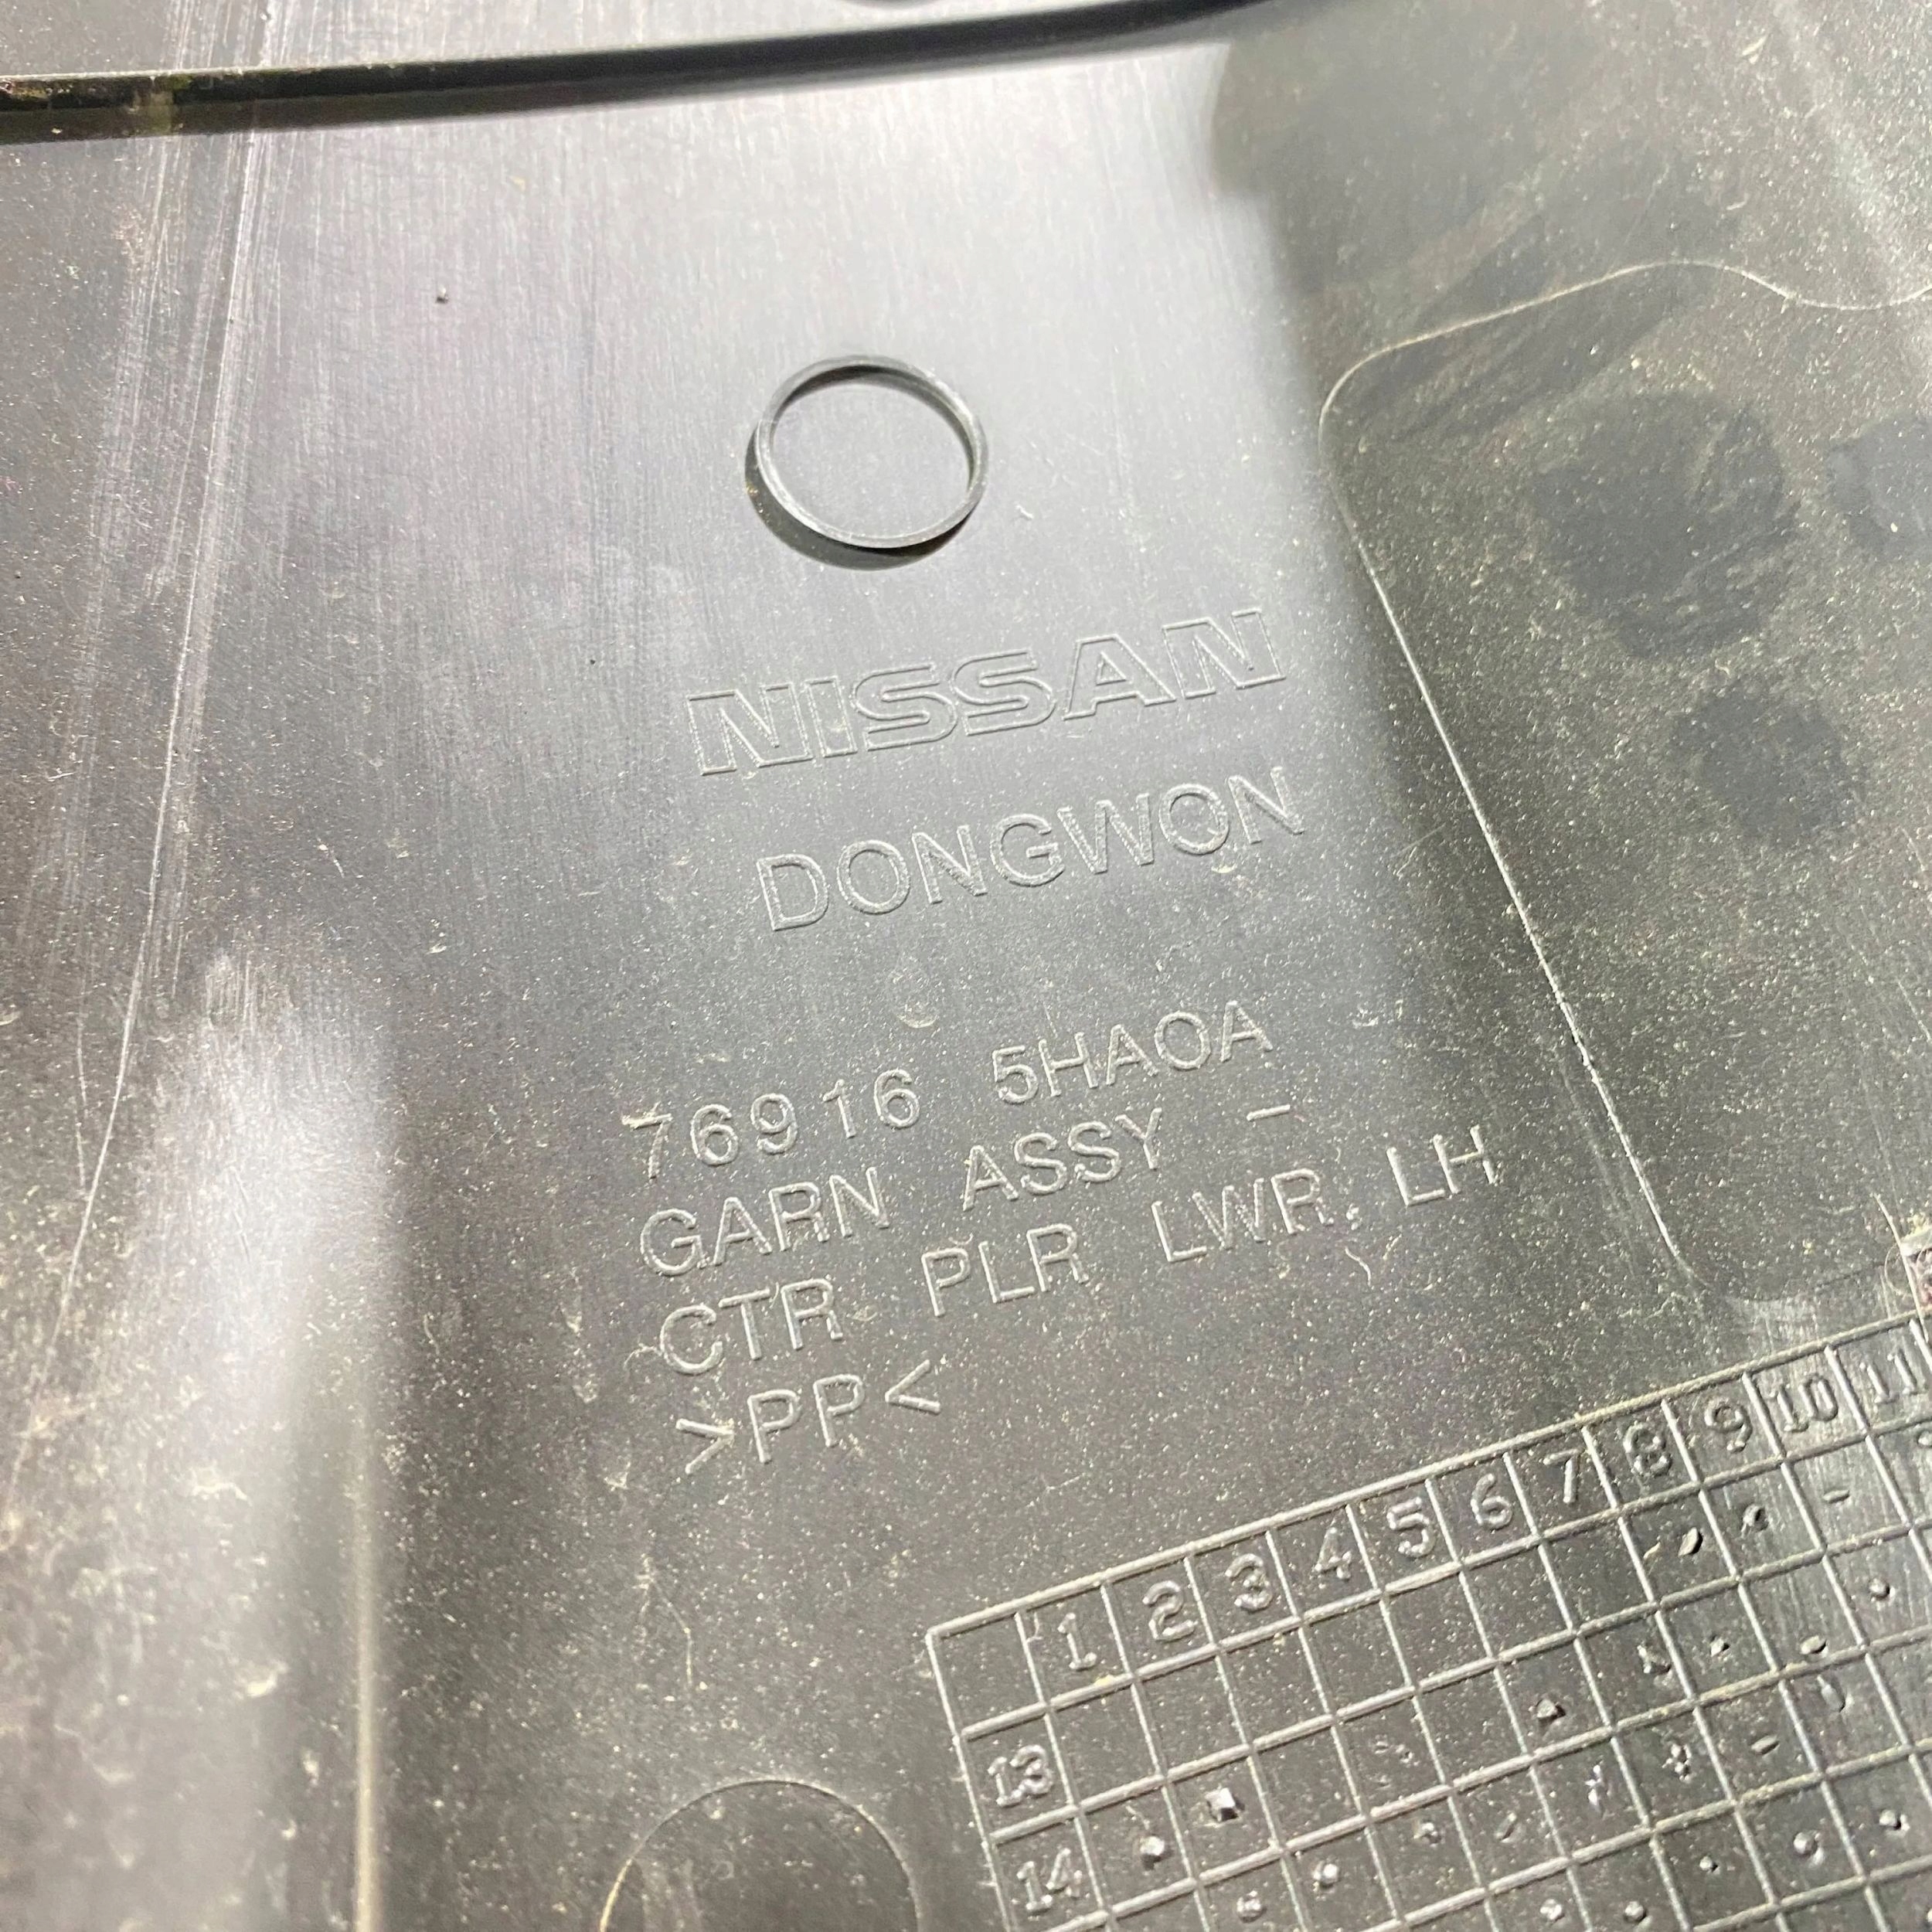 NISSAN
DONGWON
76916 5HA0A
GARN ASSY -
CTR PLR LWR, LH
>PP<
1 2 3 4 5 6 7 8 9 10 11
13
14